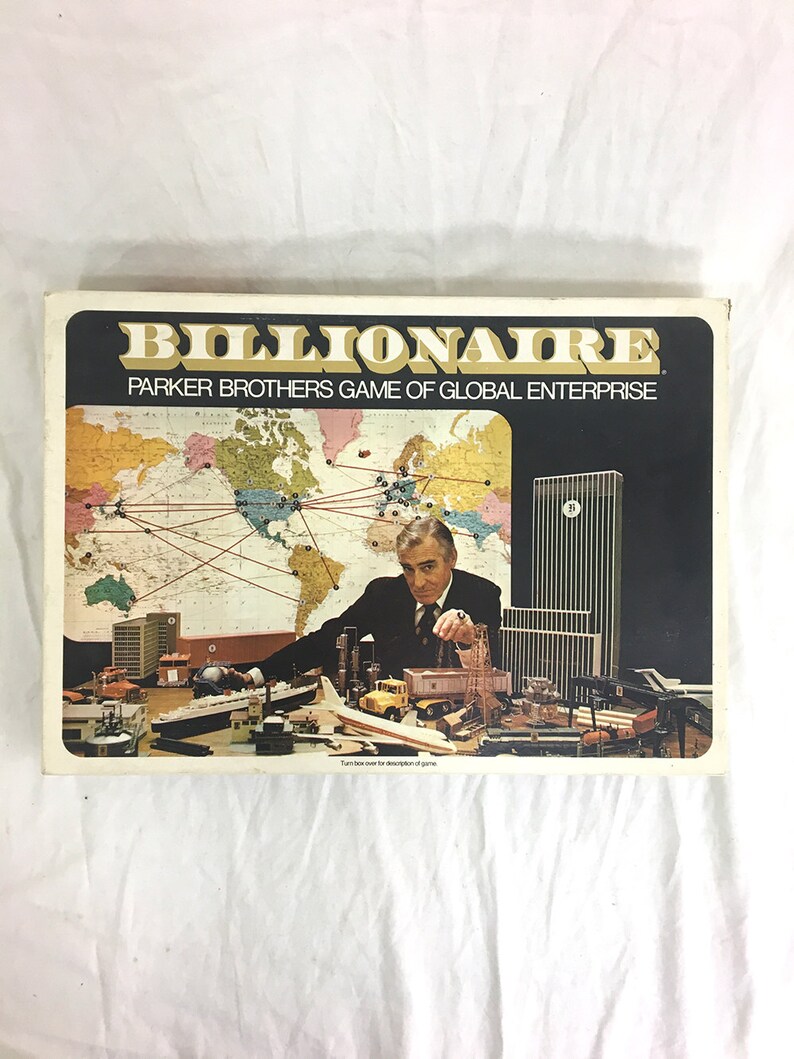 BILLIONAIRE®
PARKER BROTHERS GAME OF GLOBAL ENTERPRISE
B
Turn box over for description of game.